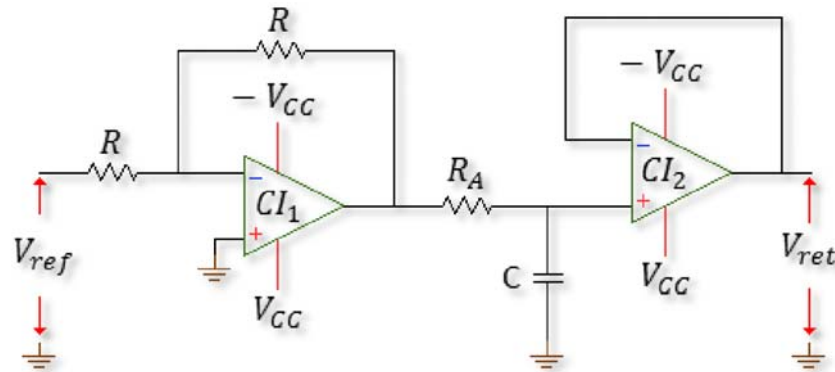 R
− V_CC
− V_CC
R
−
−
R_A
CI_1
CI_2
+
+
V_ref
V_ret
C
V_CC
V_CC